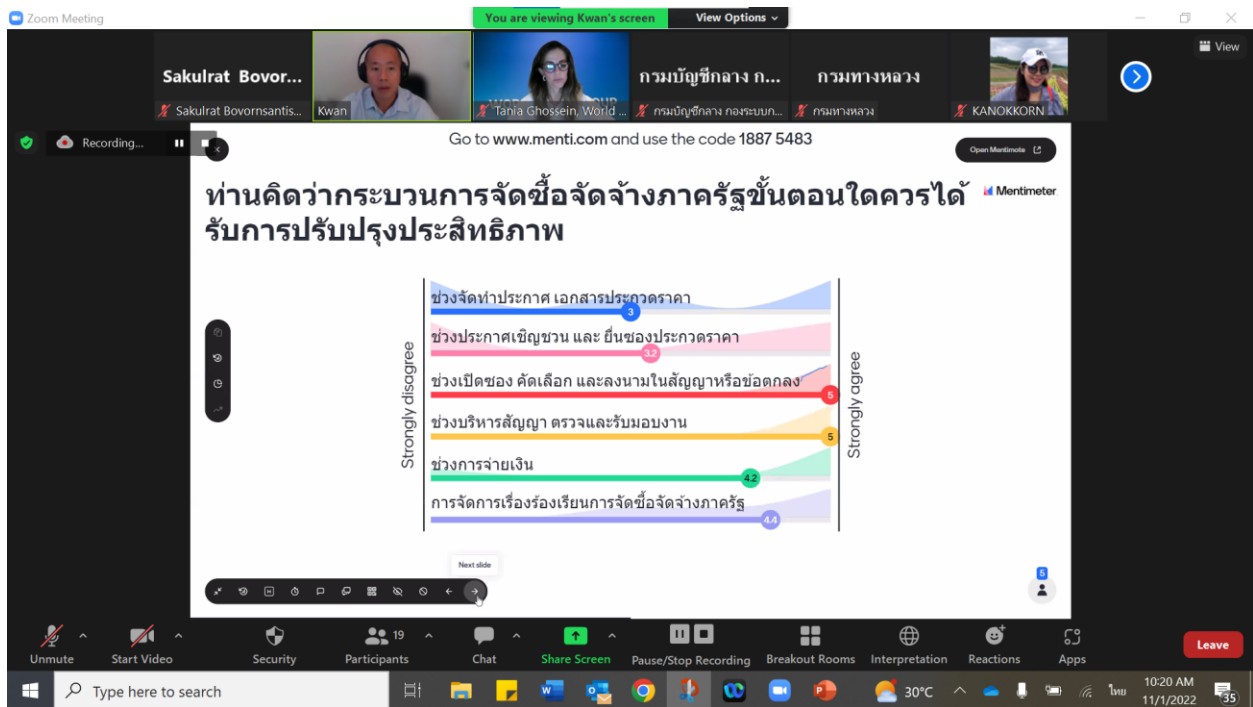 Zoom Meeting
You are viewing Kwan's screen
View Options
View
Sakulrat Bovor...
กรมบัญชีกลาง ก...
กรมทางหลวง
Sakulrat Bovornsantis...
Kwan
Tania Ghossein, World ...
กรมบัญชีกลาง กองระบบก...
กรมทางหลวง
KANOKKORN
Recording...
Go to www.menti.com and use the code 1887 5483
Open Mentimote
Mentimeter
ท่านคิดว่ากระบวนการจัดซื้อจัดจ้างภาครัฐขั้นตอนใดควรได้
รับการปรับปรุงประสิทธิภาพ
Strongly disagree
ช่วงจัดทำประกาศ เอกสารประกวดราคา
3
ช่วงประกาศเชิญชวน และ ยื่นซองประกวดราคา
3.2
ช่วงเปิดซอง คัดเลือก และลงนามในสัญญาหรือข้อตกลง
5
ช่วงบริหารสัญญา ตรวจและรับมอบงาน
5
ช่วงการจ่ายเงิน
4.2
การจัดการเรื่องร้องเรียนการจัดซื้อจัดจ้างภาครัฐ
4.4
Strongly agree
Next slide
5
19
Unmute
Start Video
Security
Participants
Chat
Share Screen
Pause/Stop Recording
Breakout Rooms
Interpretation
Reactions
Apps
Leave
Type here to search
30°C
ไทย
10:20 AM
11/1/2022
35